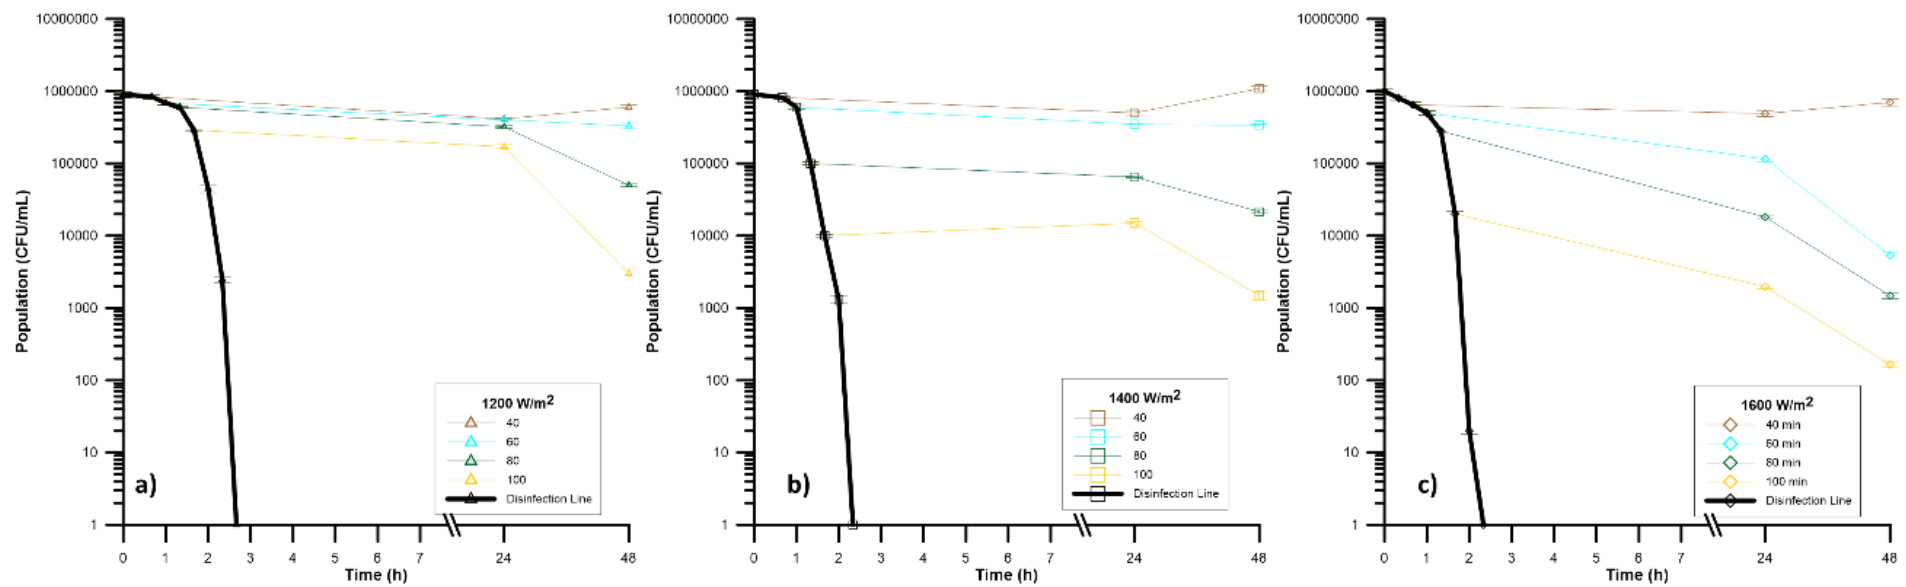 10000000
1000000
100000
10000
1000
100
10
1
Population (CFU/mL)
a)
1200 W/m2
40
60
80
100
Disinfection Line
0 1 2 3 4 5 6 7 24 48
Time (h)
10000000
1000000
100000
10000
1000
100
10
1
Population (CFU/mL)
b)
1400 W/m2
40
60
80
100
Disinfection Line
0 1 2 3 4 5 6 7 24 48
Time (h)
10000000
1000000
100000
10000
1000
100
10
1
Population (CFU/mL)
c)
1600 W/m2
40 min
60 min
80 min
100 min
Disinfection Line
0 1 2 3 4 5 6 7 24 48
Time (h)